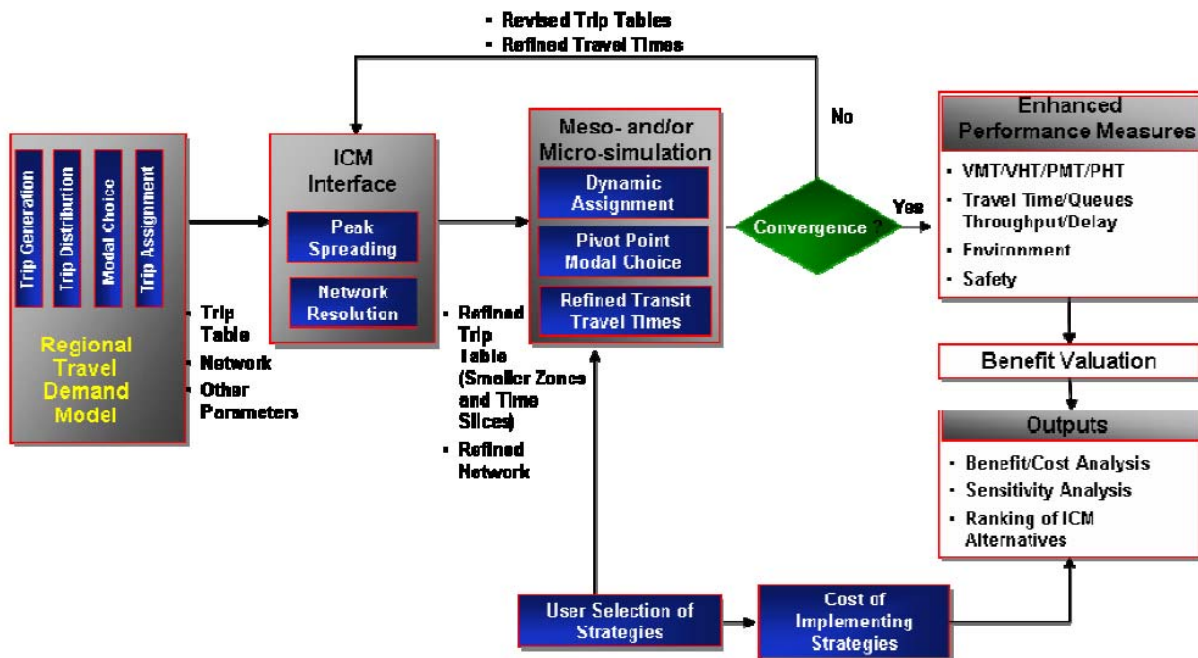 ▪ Revised Trip Tables
▪ Refined Travel Times
No
Yes
Trip Generation
Trip Distribution
Modal Choice
Trip Assignment
Regional
Travel
Demand
Model
▪ Trip
Table
▪ Network
▪ Other
Parameters
ICM
Interface
Peak
Spreading
Network
Resolution
▪ Refined
Trip
Table
(Smaller Zones
and Time
Slices)
▪ Refined
Network
Meso- and/or
Micro-simulation
Dynamic
Assignment
Pivot Point
Modal Choice
Refined Transit
Travel Times
Convergence ?
Enhanced
Performance Measures
▪ VMT/VHT/PMT/PHT
▪ Travel Time/Queues
Throughput/Delay
▪ Environment
▪ Safety
Benefit Valuation
Outputs
▪ Benefit/Cost Analysis
▪ Sensitivity Analysis
▪ Ranking of ICM
Alternatives
User Selection of
Strategies
Cost of
Implementing
Strategies